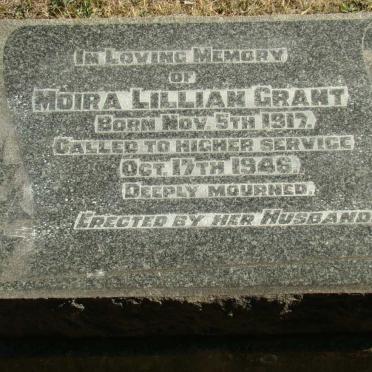 In Loving Memory
of
Moira Lillian Grant
Born Nov. 5th 1917.
Called to higher service
Oct. 17th 1946.
Deeply mourned.
Erected by her Husband